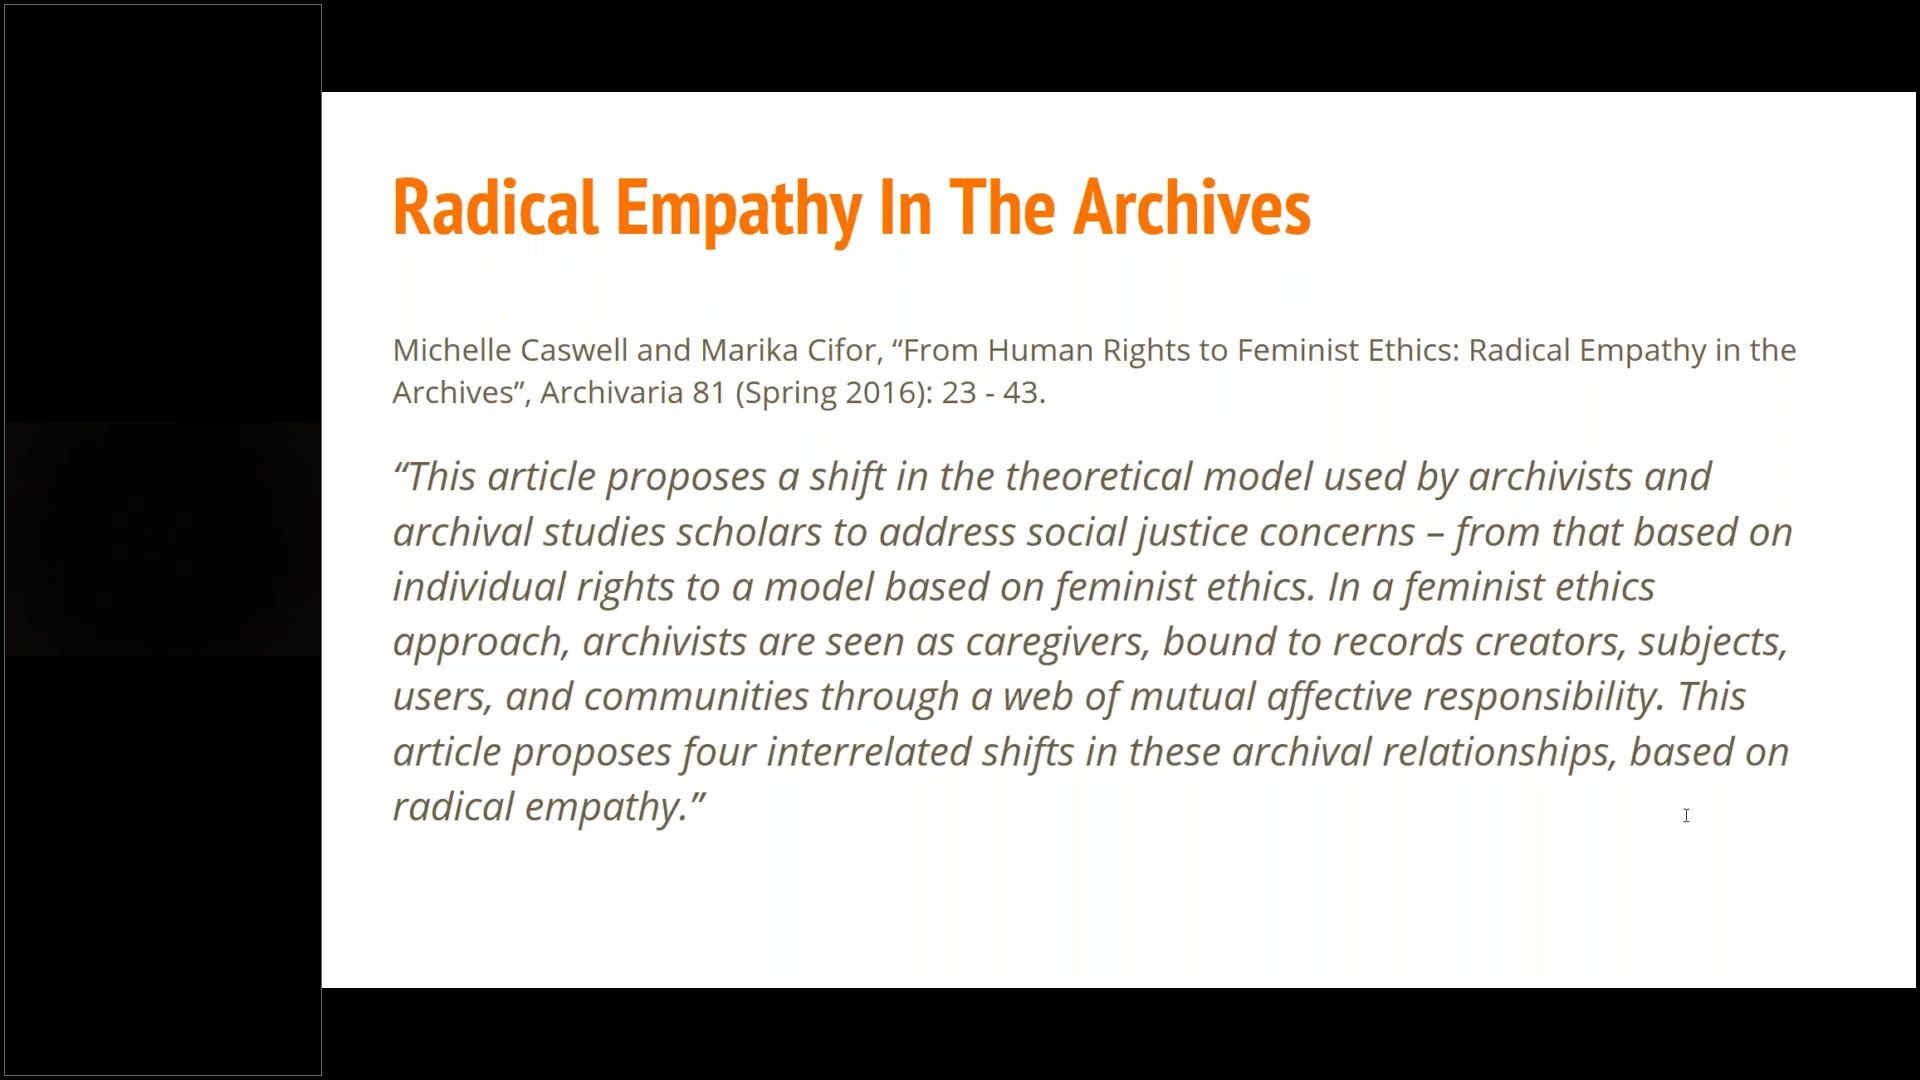 Radical Empathy In The Archives
Michelle Caswell and Marika Cifor, “From Human Rights to Feminist Ethics: Radical Empathy in the
Archives”, Archivaria 81 (Spring 2016): 23 - 43.
“This article proposes a shift in the theoretical model used by archivists and
archival studies scholars to address social justice concerns – from that based on
individual rights to a model based on feminist ethics. In a feminist ethics
approach, archivists are seen as caregivers, bound to records creators, subjects,
users, and communities through a web of mutual affective responsibility. This
article proposes four interrelated shifts in these archival relationships, based on
radical empathy.”